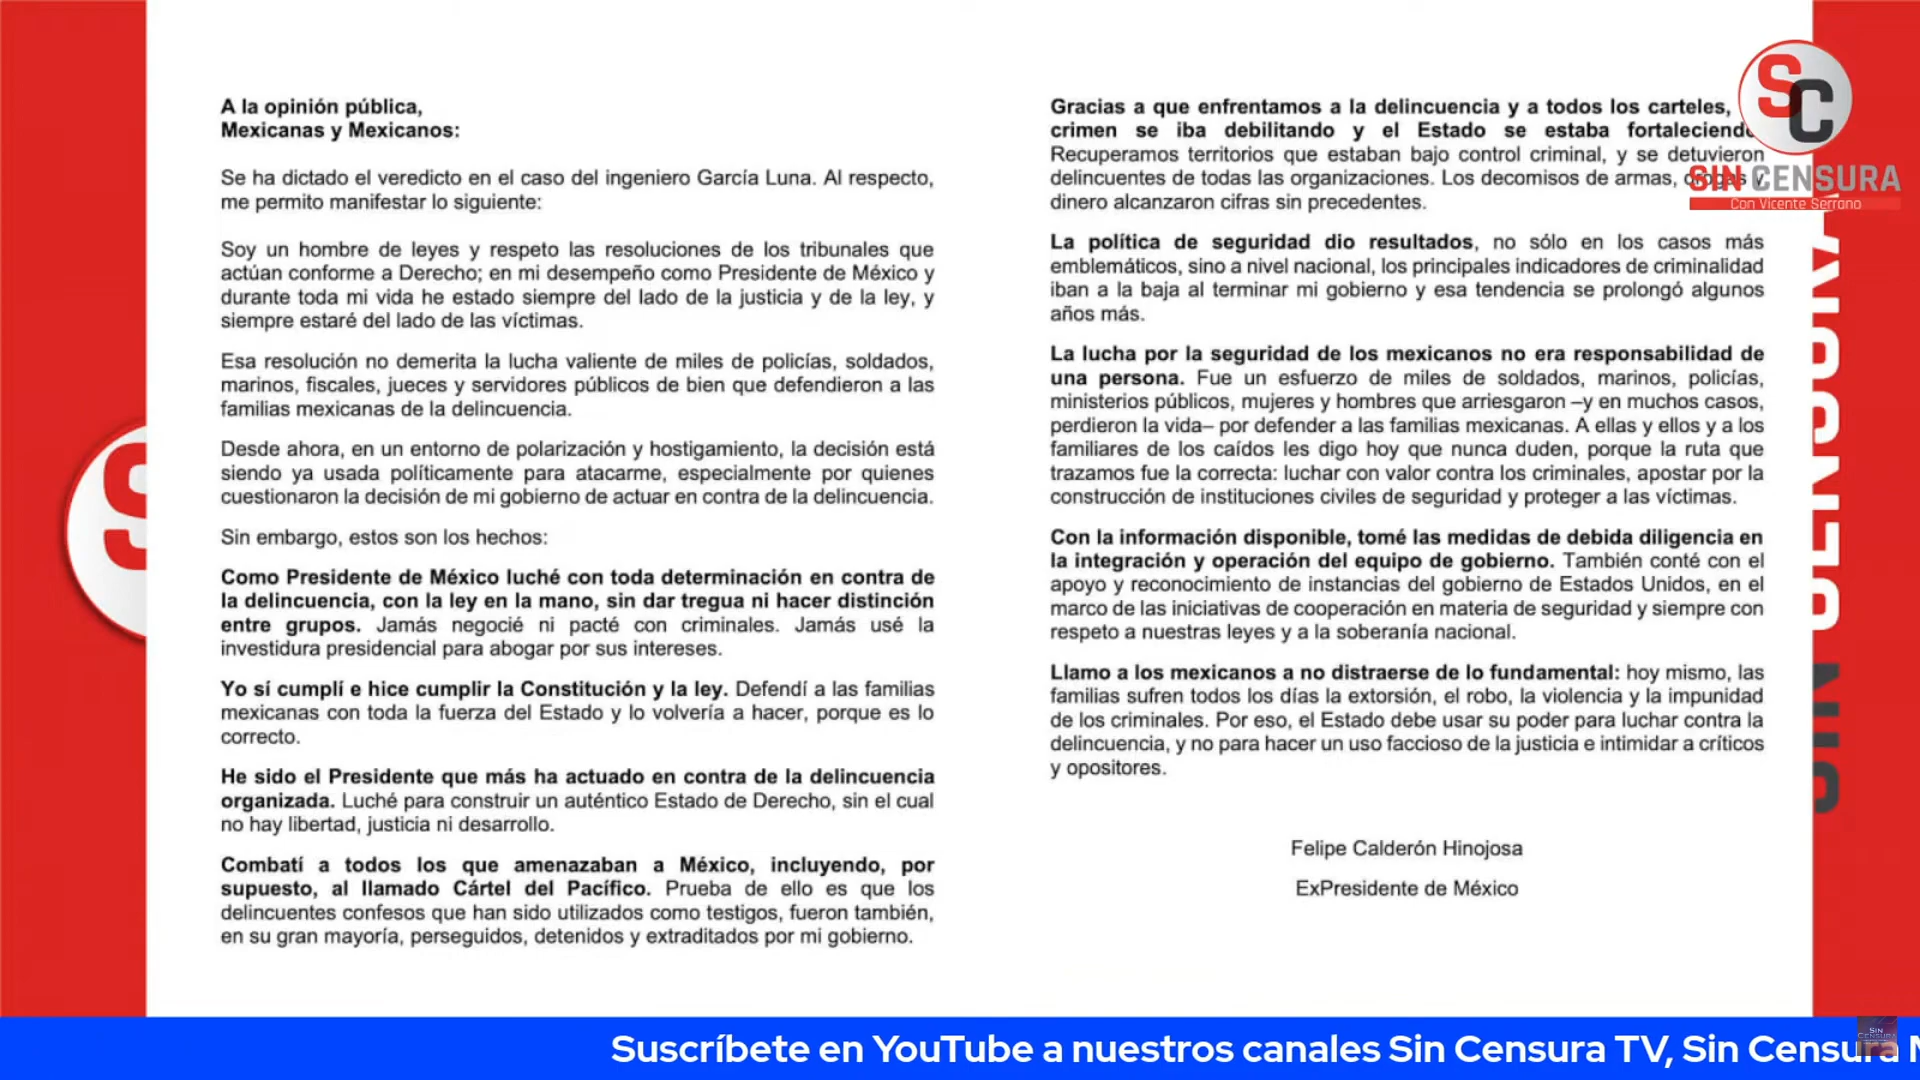 A la opinión pública,
Mexicanas y Mexicanos:
Se ha dictado el veredicto en el caso del ingeniero García Luna. Al respecto,
me permito manifestar lo siguiente:
Soy un hombre de leyes y respeto las resoluciones de los tribunales que
actúan conforme a Derecho; en mi desempeño como Presidente de México y
durante toda mi vida he estado siempre del lado de la justicia y de la ley, y
siempre estaré del lado de las víctimas.
Esa resolución no demerita la lucha valiente de miles de policías, soldados,
marinos, fiscales, jueces y servidores públicos de bien que defendieron a las
familias mexicanas de la delincuencia.
Desde ahora, en un entorno de polarización y hostigamiento, la decisión está
siendo ya usada políticamente para atacarme, especialmente por quienes
cuestionaron la decisión de mi gobierno de actuar en contra de la delincuencia.
Sin embargo, estos son los hechos:
Como Presidente de México luché con toda determinación en contra de
la delincuencia, con la ley en la mano, sin dar tregua ni hacer distinción
entre grupos. Jamás negocié ni pacté con criminales. Jamás usé la
investidura presidencial para abogar por sus intereses.
Yo sí cumplí e hice cumplir la Constitución y la ley. Defendí a las familias
mexicanas con toda la fuerza del Estado y lo volvería a hacer, porque es lo
correcto.
He sido el Presidente que más ha actuado en contra de la delincuencia
organizada. Luché para construir un auténtico Estado de Derecho, sin el cual
no hay libertad, justicia ni desarrollo.
Combatí a todos los que amenazaban a México, incluyendo, por
supuesto, al llamado Cártel del Pacífico. Prueba de ello es que los
delincuentes confesos que han sido utilizados como testigos, fueron también,
en su gran mayoría, perseguidos, detenidos y extraditados por mi gobierno.
Gracias a que enfrentamos a la delincuencia y a todos los carteles,
crimen se iba debilitando y el Estado se estaba fortaleciendo
Recuperamos territorios que estaban bajo control criminal, y se detuvieron
delincuentes de todas las organizaciones. Los decomisos de armas, drogas y
dinero alcanzaron cifras sin precedentes.
La política de seguridad dio resultados, no sólo en los casos más
emblemáticos, sino a nivel nacional, los principales indicadores de criminalidad
iban a la baja al terminar mi gobierno y esa tendencia se prolongó algunos
años más.
La lucha por la seguridad de los mexicanos no era responsabilidad de
una persona. Fue un esfuerzo de miles de soldados, marinos, policías,
ministerios públicos, mujeres y hombres que arriesgaron –y en muchos casos,
perdieron la vida– por defender a las familias mexicanas. A ellas y ellos y a los
familiares de los caídos les digo hoy que nunca duden, porque la ruta que
trazamos fue la correcta: luchar con valor contra los criminales, apostar por la
construcción de instituciones civiles de seguridad y proteger a las víctimas.
Con la información disponible, tomé las medidas de debida diligencia en
la integración y operación del equipo de gobierno. También conté con el
apoyo y reconocimiento de instancias del gobierno de Estados Unidos, en el
marco de las iniciativas de cooperación en materia de seguridad y siempre con
respeto a nuestras leyes y a la soberanía nacional.
Llamo a los mexicanos a no distraerse de lo fundamental: hoy mismo, las
familias sufren todos los días la extorsión, el robo, la violencia y la impunidad
de los criminales. Por eso, el Estado debe usar su poder para luchar contra la
delincuencia, y no para hacer un uso faccioso de la justicia e intimidar a críticos
y opositores.
Felipe Calderón Hinojosa
ExPresidente de México
SC
SIN CENSURA
Con Vicente Serrano
S
SIN CENSURA
Suscríbete en YouTube a nuestros canales Sin Censura TV, Sin Censura M
SIN
CENSURA